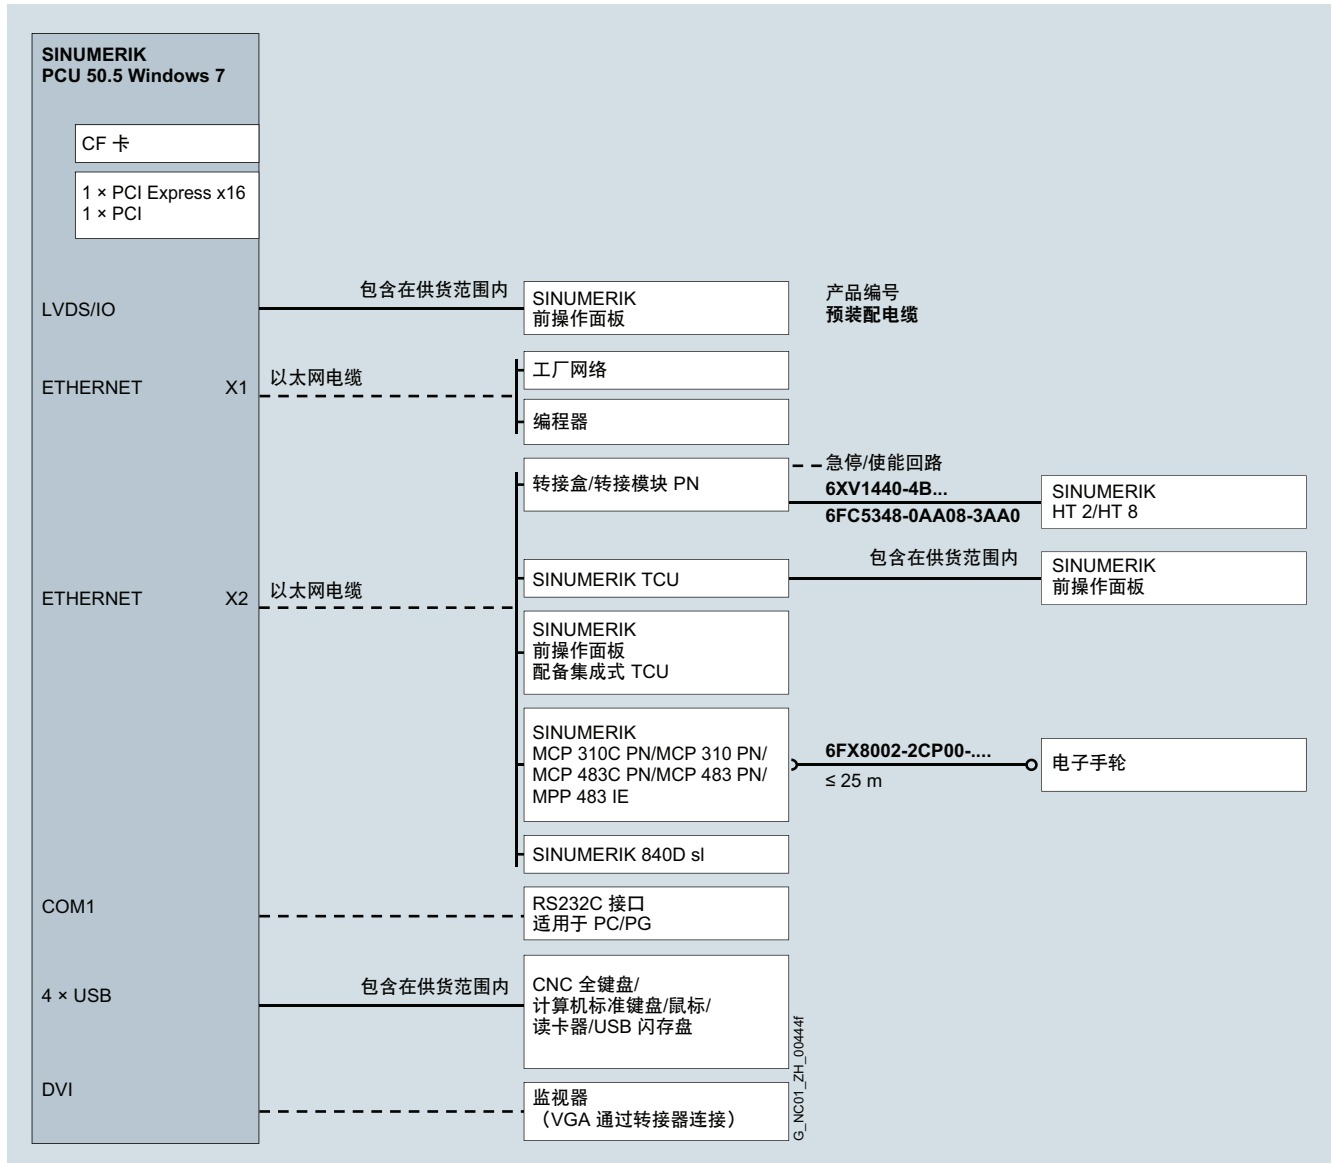 SINUMERIK
PCU 50.5 Windows 7
CF 卡
1 × PCI Express x16
1 × PCI
LVDS/IO
包含在供货范围内
SINUMERIK
前操作面板
产品编号
预装配电缆
ETHERNET X1
以太网电缆
工厂网络
编程器
转接盒/转接模块 PN
急停/使能回路
6XV1440-4B...
6FC5348-0AA08-3AA0
SINUMERIK
HT 2/HT 8
ETHERNET X2
以太网电缆
SINUMERIK TCU
包含在供货范围内
SINUMERIK
前操作面板
SINUMERIK
前操作面板
配备集成式 TCU
SINUMERIK
MCP 310C PN/MCP 310 PN/
MCP 483C PN/MCP 483 PN/
MPP 483 IE
6FX8002-2CP00-....
≤ 25 m
电子手轮
SINUMERIK 840D sl
COM1
RS232C 接口
适用于 PC/PG
4 × USB
包含在供货范围内
CNC 全键盘/
计算机标准键盘/鼠标/
读卡器/USB 闪存盘
DVI
监视器
（VGA 通过转接器连接）
G_NC01_ZH_00444f